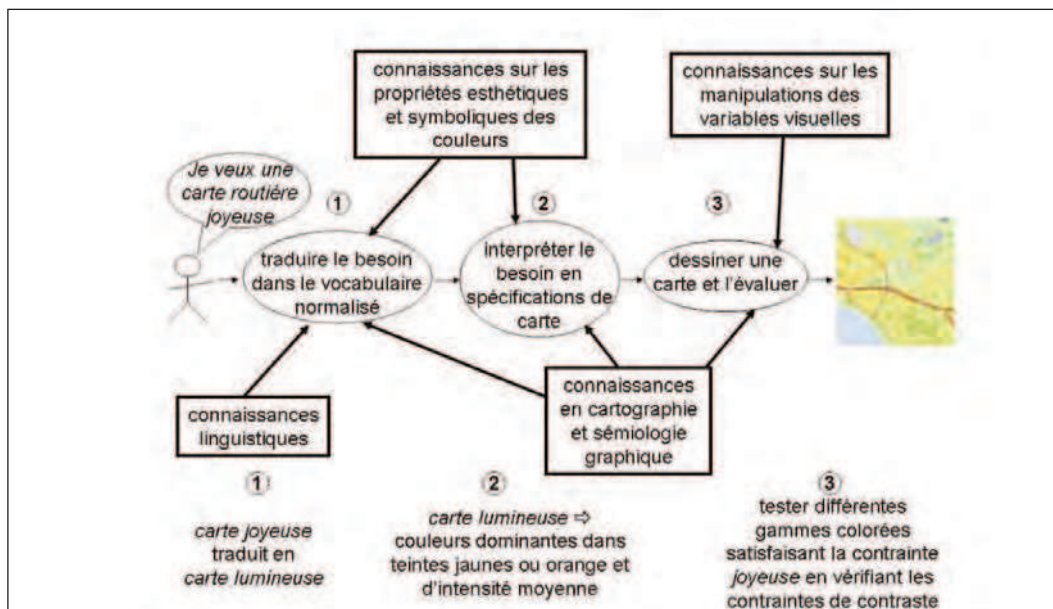 connaissances sur les
propriétés esthétiques
et symboliques des
couleurs
connaissances sur les
manipulations des
variables visuelles
Je veux une
carte routière
joyeuse
1
2
3
traduire le besoin
dans le vocabulaire
normalisé
interpréter le
besoin en
spécifications de
carte
dessiner une
carte et l'évaluer
connaissances
linguistiques
connaissances
en cartographie
et sémiologie
graphique
1
carte joyeuse
traduit en
carte lumineuse
2
carte lumineuse ⇨
couleurs dominantes dans
teintes jaunes ou orange et
d'intensité moyenne
3
tester différentes
gammes colorées
satisfaisant la contrainte
joyeuse en vérifiant les
contraintes de contraste